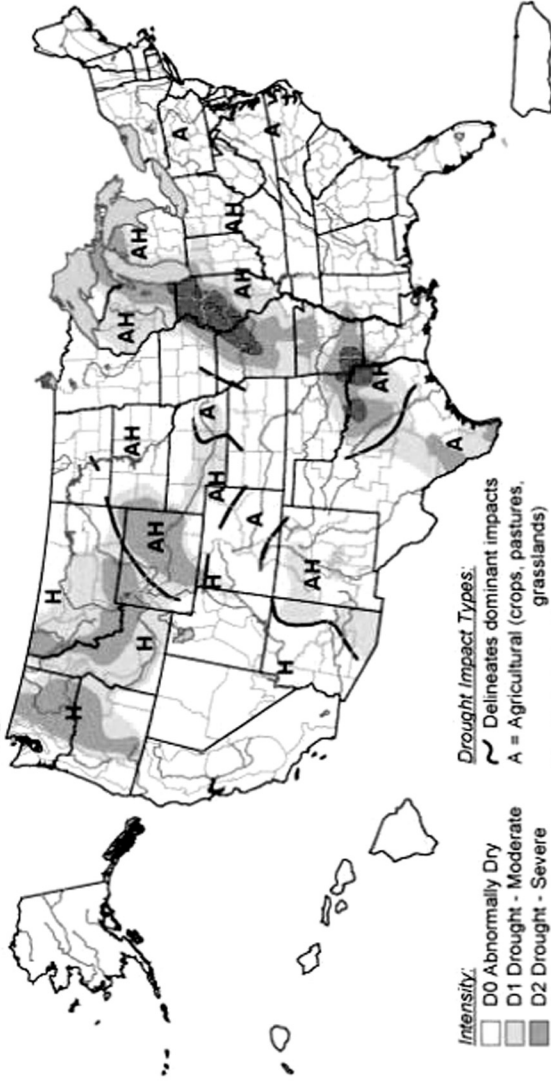 H
H
H AH AH AH AH
A
H AH A AH AH
H A A
AH
AH
A
Intensity:
D0 Abnormally Dry
D1 Drought - Moderate
D2 Drought - Severe
Drought Impact Types:
Delineates dominant impacts
A = Agricultural (crops, pastures,
grasslands)